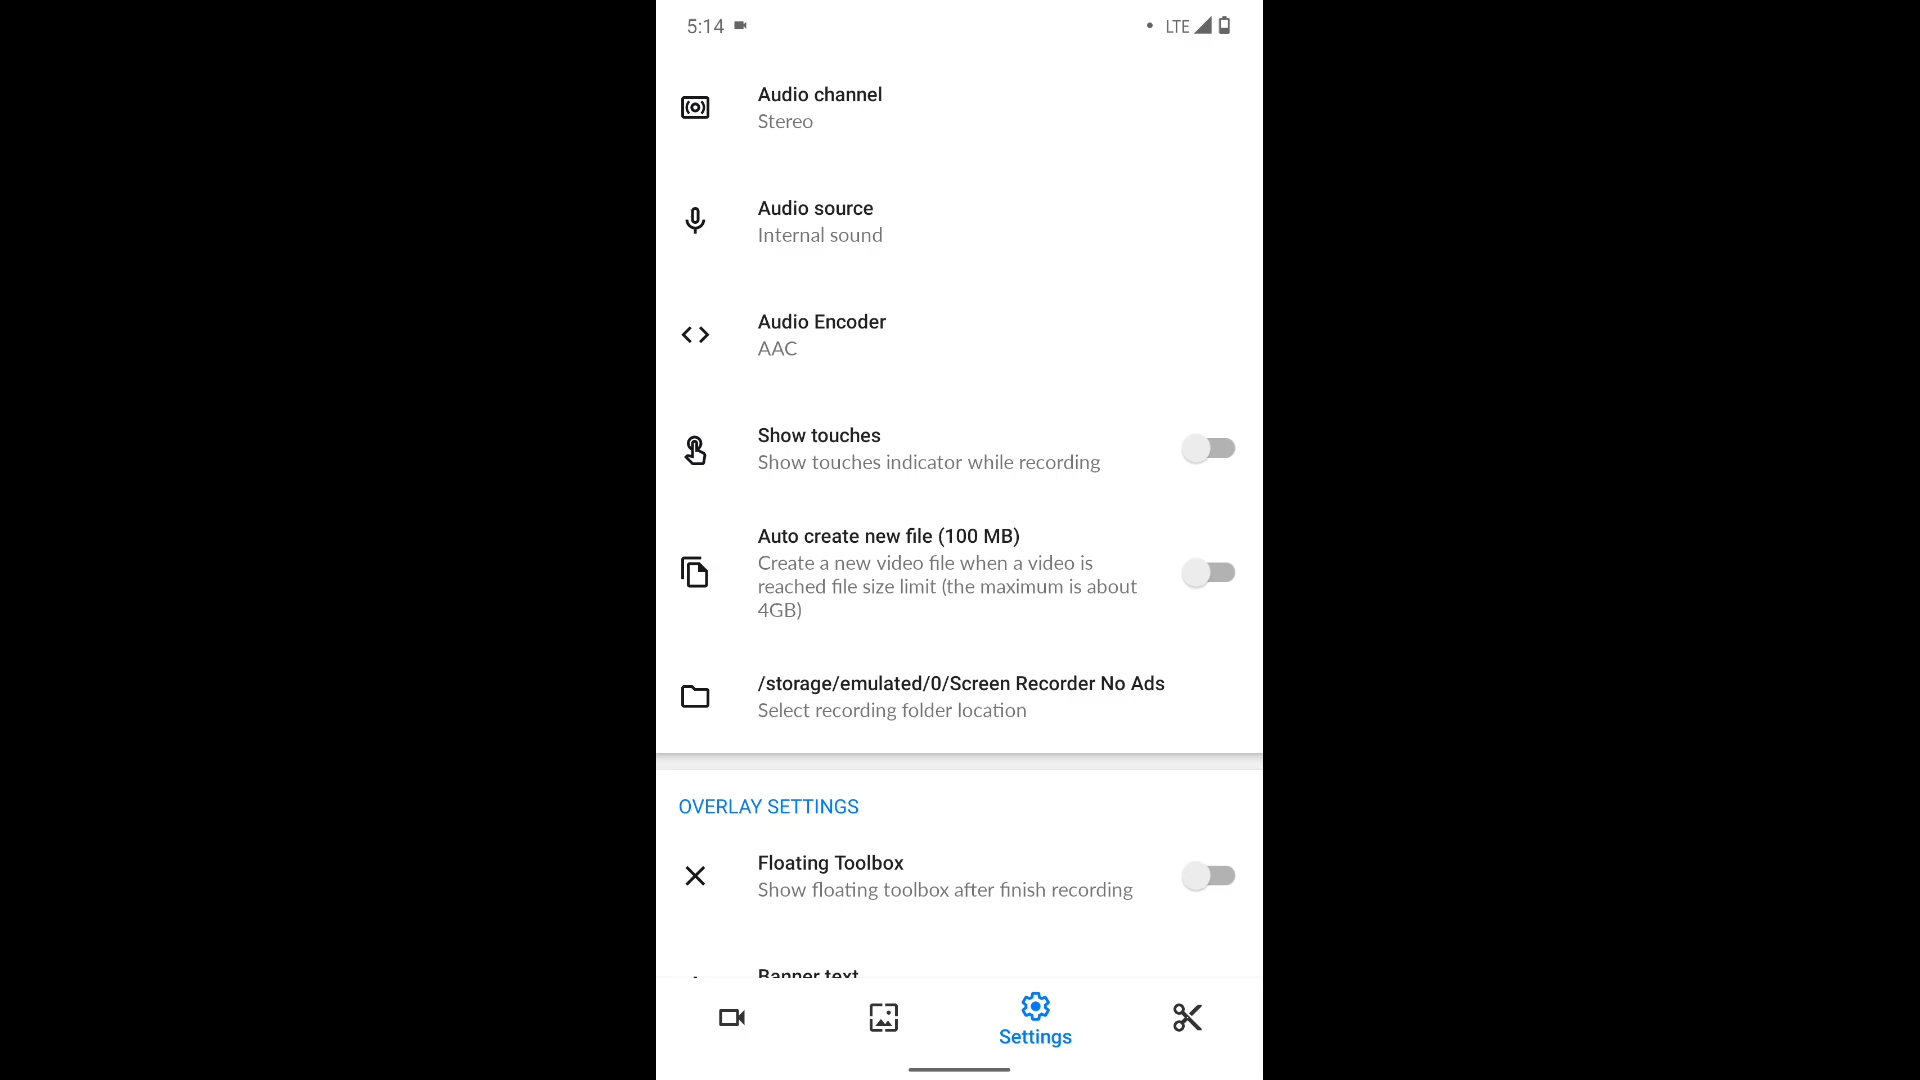 5:14
LTE
Audio channel
Stereo
Audio source
Internal sound
Audio Encoder
AAC
Show touches
Show touches indicator while recording
Auto create new file (100 MB)
Create a new video file when a video is
reached file size limit (the maximum is about
4GB)
/storage/emulated/0/Screen Recorder No Ads
Select recording folder location
OVERLAY SETTINGS
Floating Toolbox
Show floating toolbox after finish recording
Banner text
Settings